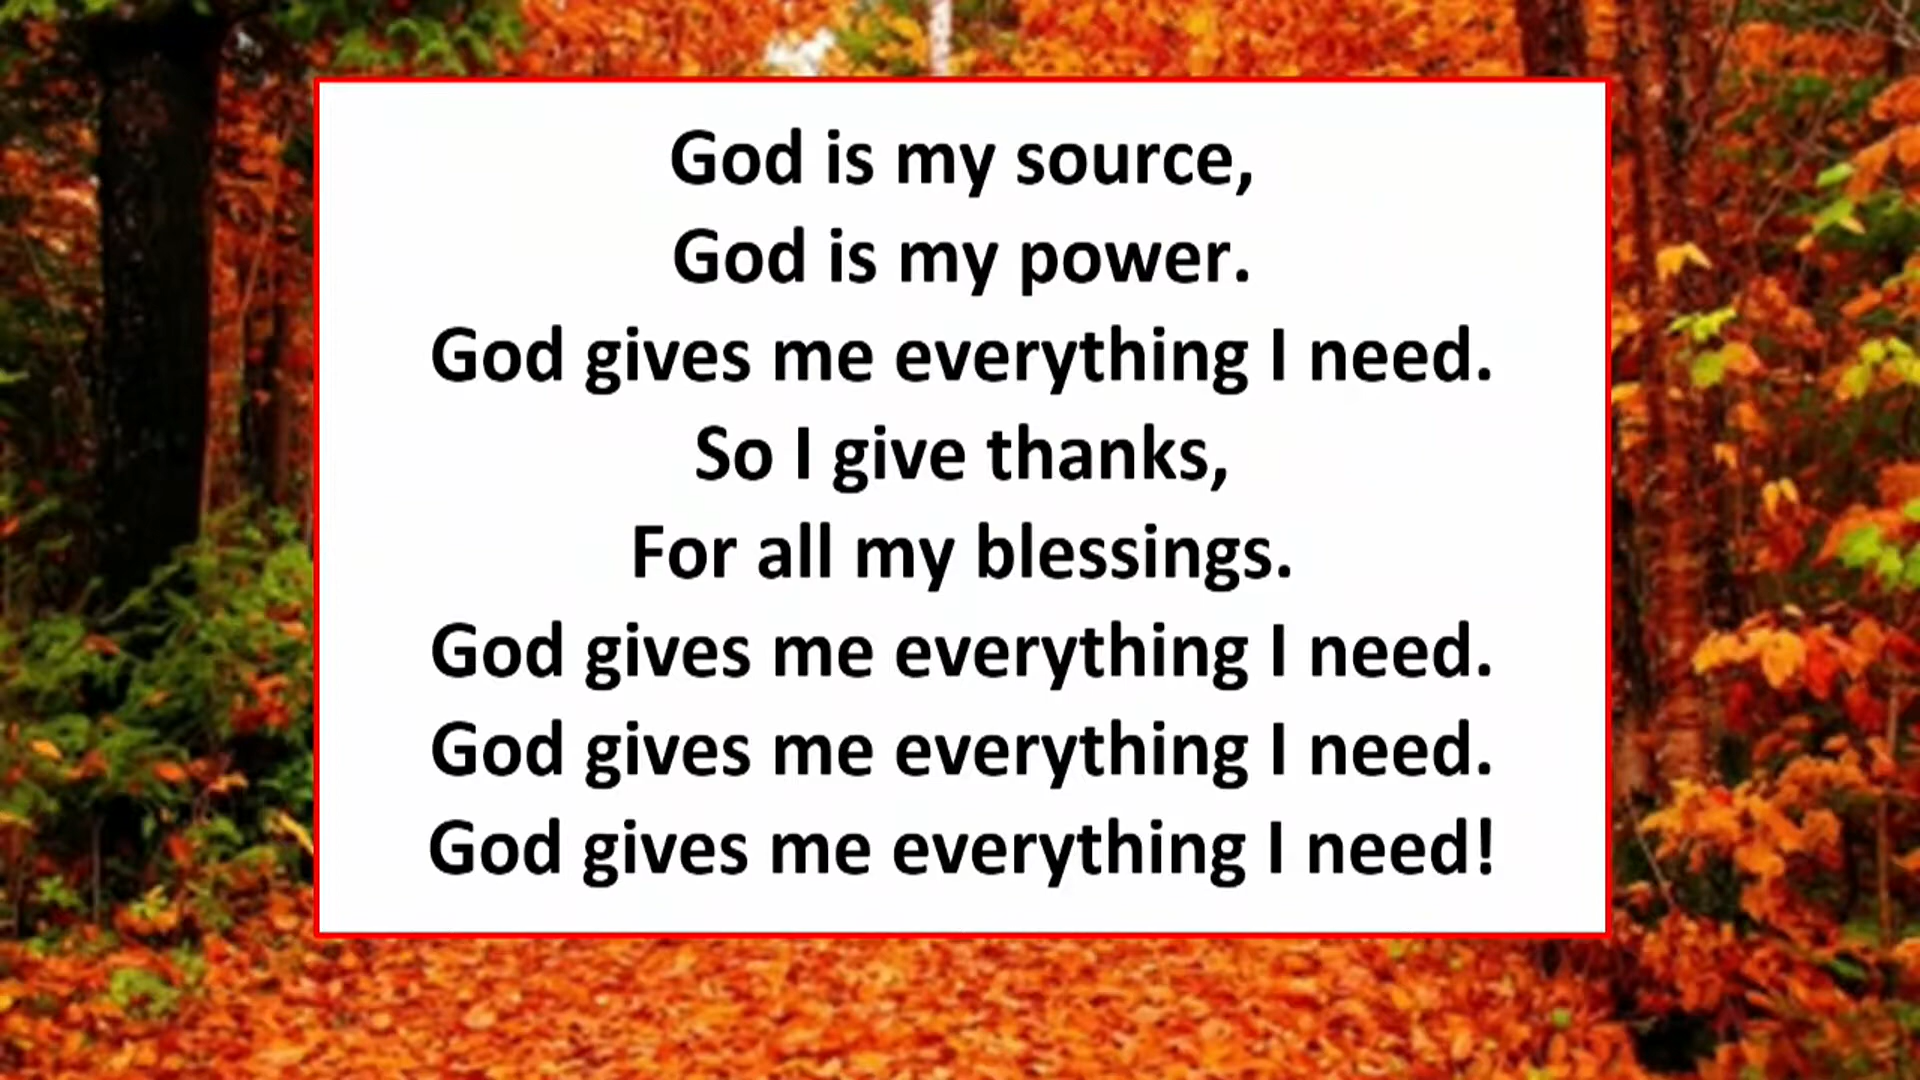 God is my source,
God is my power.
God gives me everything I need.
So I give thanks,
For all my blessings.
God gives me everything I need.
God gives me everything I need.
God gives me everything I need!